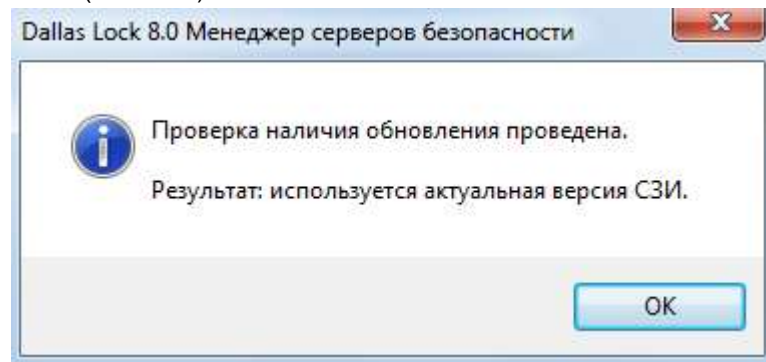 Dallas Lock 8.0 Менеджер серверов безопасности
Проверка наличия обновления проведена.
Результат: используется актуальная версия СЗИ.
OK